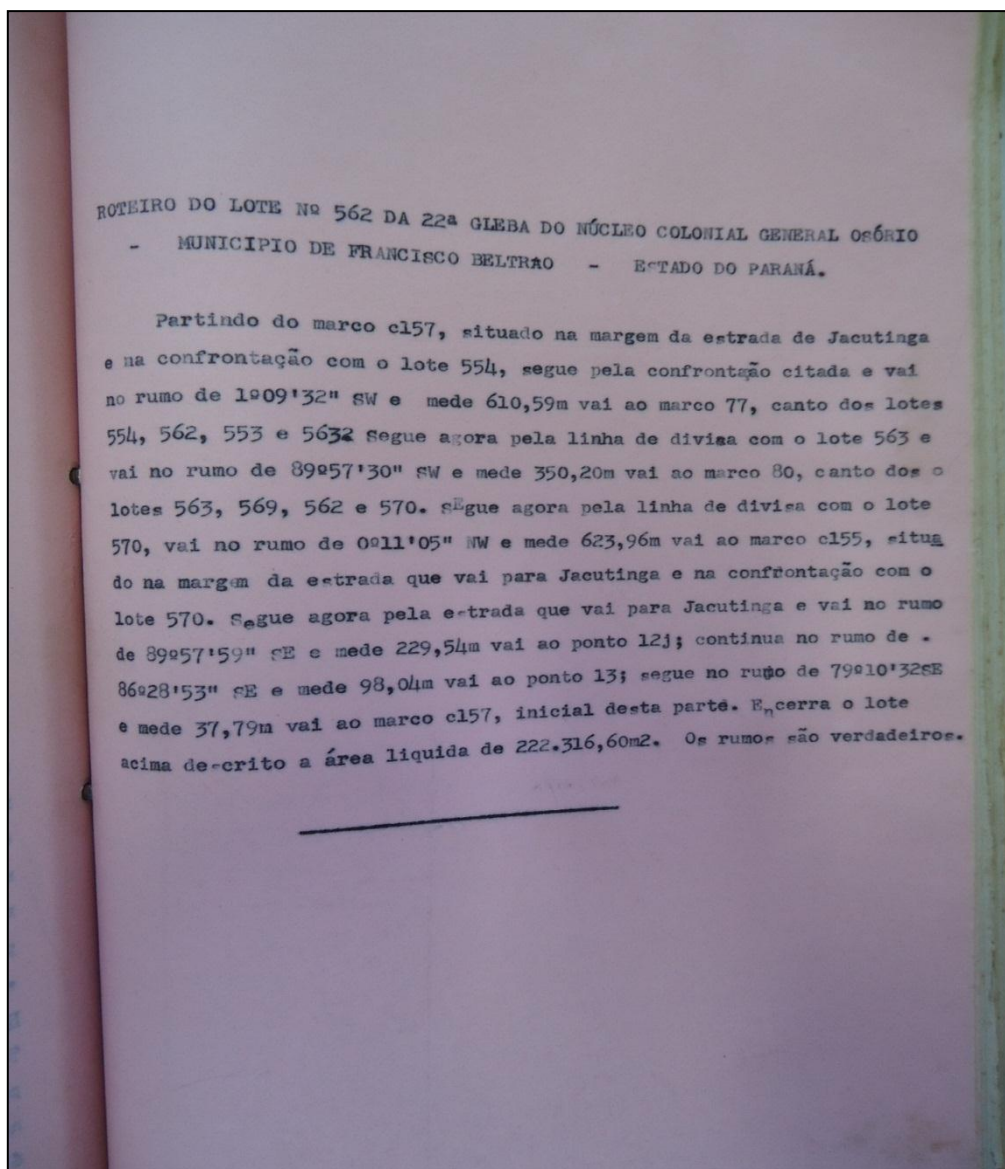 ROTEIRO DO LOTE Nº 562 DA 22ª GLEBA DO NÚCLEO COLONIAL GENERAL OSÓRIO
- MUNICIPIO DE FRANCISCO BELTRAO - ESTADO DO PARANÁ.
Partindo do marco c157, situado na margem da estrada de Jacutinga
e na confrontação com o lote 554, segue pela confrontação citada e vai
no rumo de 1º09'32" SW e mede 610,59m vai ao marco 77, canto dos lotes
554, 562, 553 e 5632 Segue agora pela linha de divisa com o lote 563 e
vai no rumo de 89º57'30" SW e mede 350,20m vai ao marco 80, canto dos o
lotes 563, 569, 562 e 570. sEgue agora pela linha de divisa com o lote
570, vai no rumo de 0º11'05" NW e mede 623,96m vai ao marco c155, situa
do na margem da estrada que vai para Jacutinga e na confrontação com o
lote 570. Segue agora pela estrada que vai para Jacutinga e vai no rumo
de 89º57'59" SE e mede 229,54m vai ao ponto 12j; continua no rumo de .
86º28'53" SE e mede 98,04m vai ao ponto 13; segue no rumo de 79º10'32SE
e mede 37,79m vai ao marco c157, inicial desta parte. Encerra o lote
acima descrito a área liquida de 222.316,60m2. Os rumos são verdadeiros.